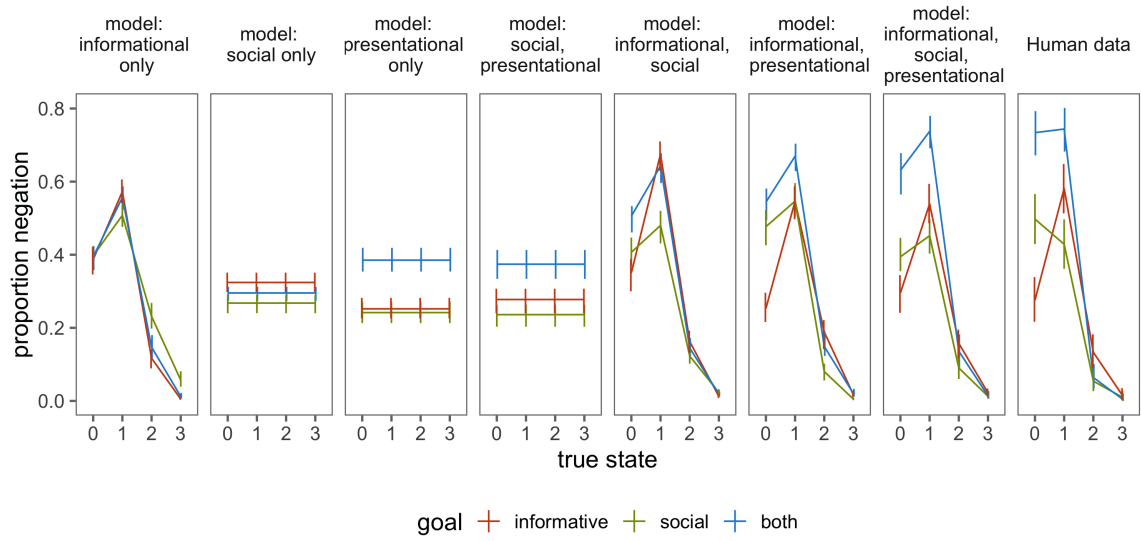 model:
informational
only
model:
social only
model:
presentational
only
model:
social,
presentational
model:
informational,
social
model:
informational,
presentational
model:
informational,
social,
presentational
Human data
proportion negation
0.8
0.6
0.4
0.2
0.0
0 1 2 3
0 1 2 3
0 1 2 3
0 1 2 3
0 1 2 3
0 1 2 3
0 1 2 3
0 1 2 3
true state
goal informative social both